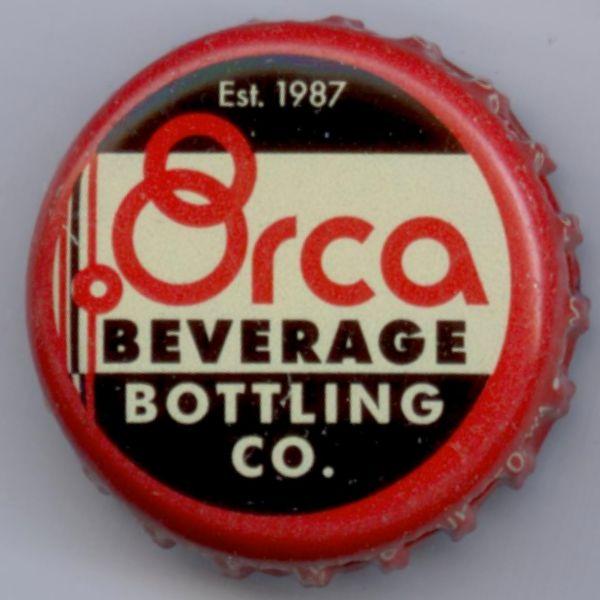 Est. 1987
Orca
BEVERAGE
BOTTLING
CO.